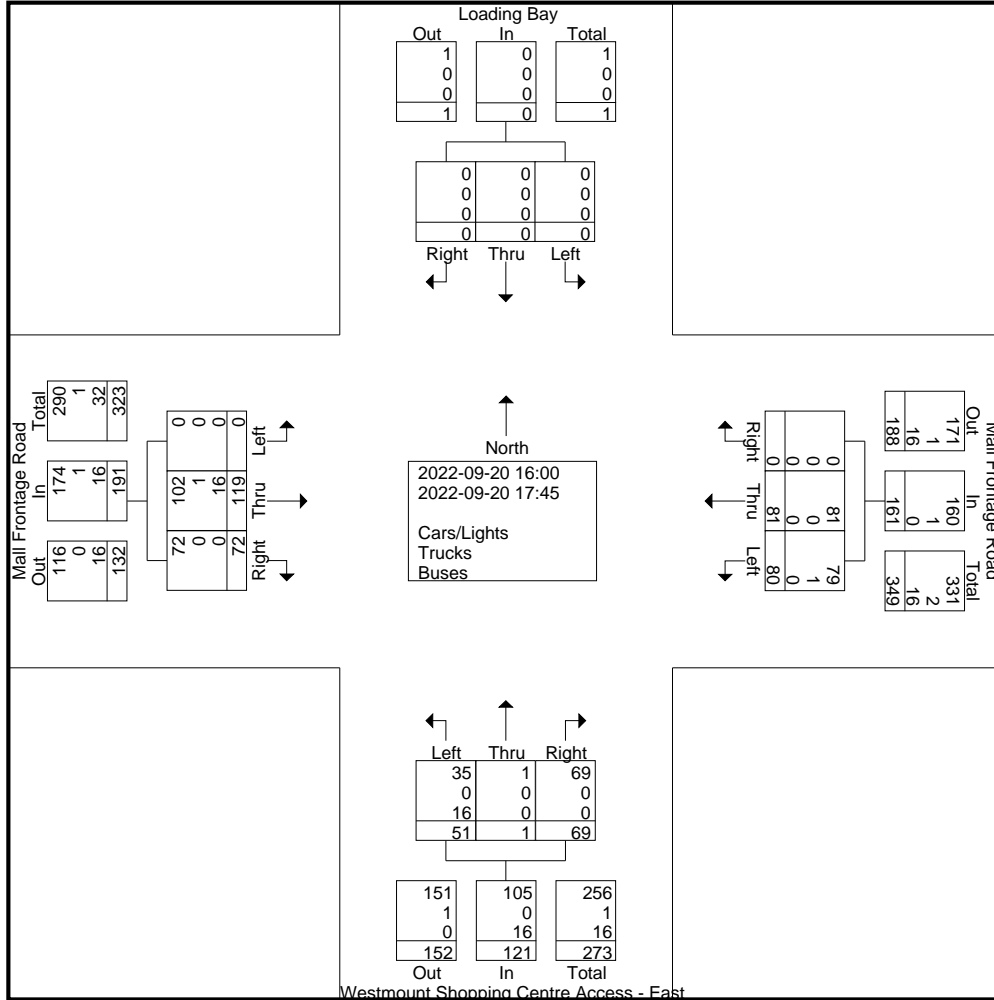 Loading Bay
Out In Total
1 0 1
0 0 0
0 0 0
1 0 1
0 0 0
0 0 0
0 0 0
0 0 0
Right Thru Left
Mall Frontage Road
Total
290 1 32 323
In
174 1 16 191
Out
116 0 16 132
Left
0 0 0 0
Thru
102 1 16 119
Right
72 0 0 72
North
2022-09-20 16:00
2022-09-20 17:45
Cars/Lights
Trucks
Buses
Right
0 0 0 0
Thru
81 0 0 81
Left
79 1 0 80
Mall Frontage Road
Out
171 1 16 188
In
160 1 0 161
Total
331 2 16 349
Left Thru Right
35 1 69
0 0 0
16 0 0
51 1 69
151 105 256
1 0 1
0 16 16
152 121 273
Out In Total
Westmount Shopping Centre Access - East